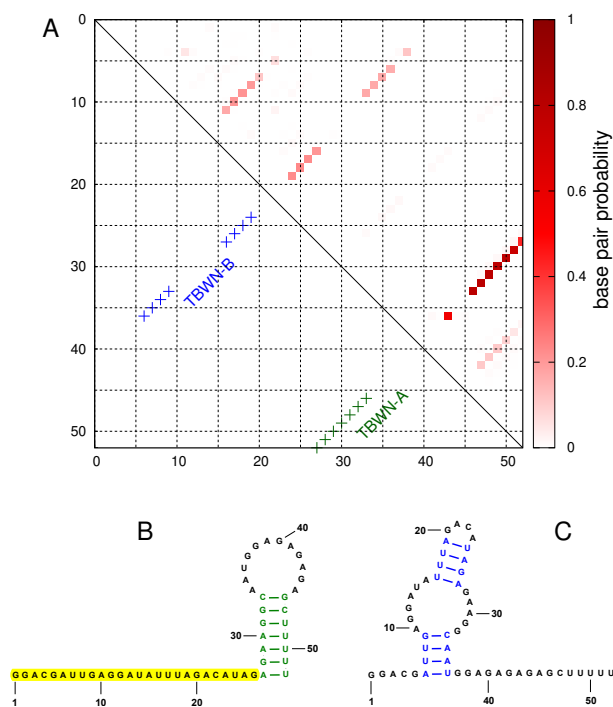 A
0
10
20
30
40
50
0
10
20
30
40
50
TBWN-B
TBWN-A
1
0.8
0.6
0.4
0.2
0
base pair probability
B
C
40
A A U G G A G A G A G A
C G
G C
G U
A U
30
A U
50
G U
GGACGAUUGAGGAUAUUUAGACAUAGA U
1
10
20
20
G A C A
A U
U A
U G
U A
A G G A U A U
G A A G G
10
30
G C
U A
U A
GGACGA UGGAGAGAGAGCUUUUU
1
40
50